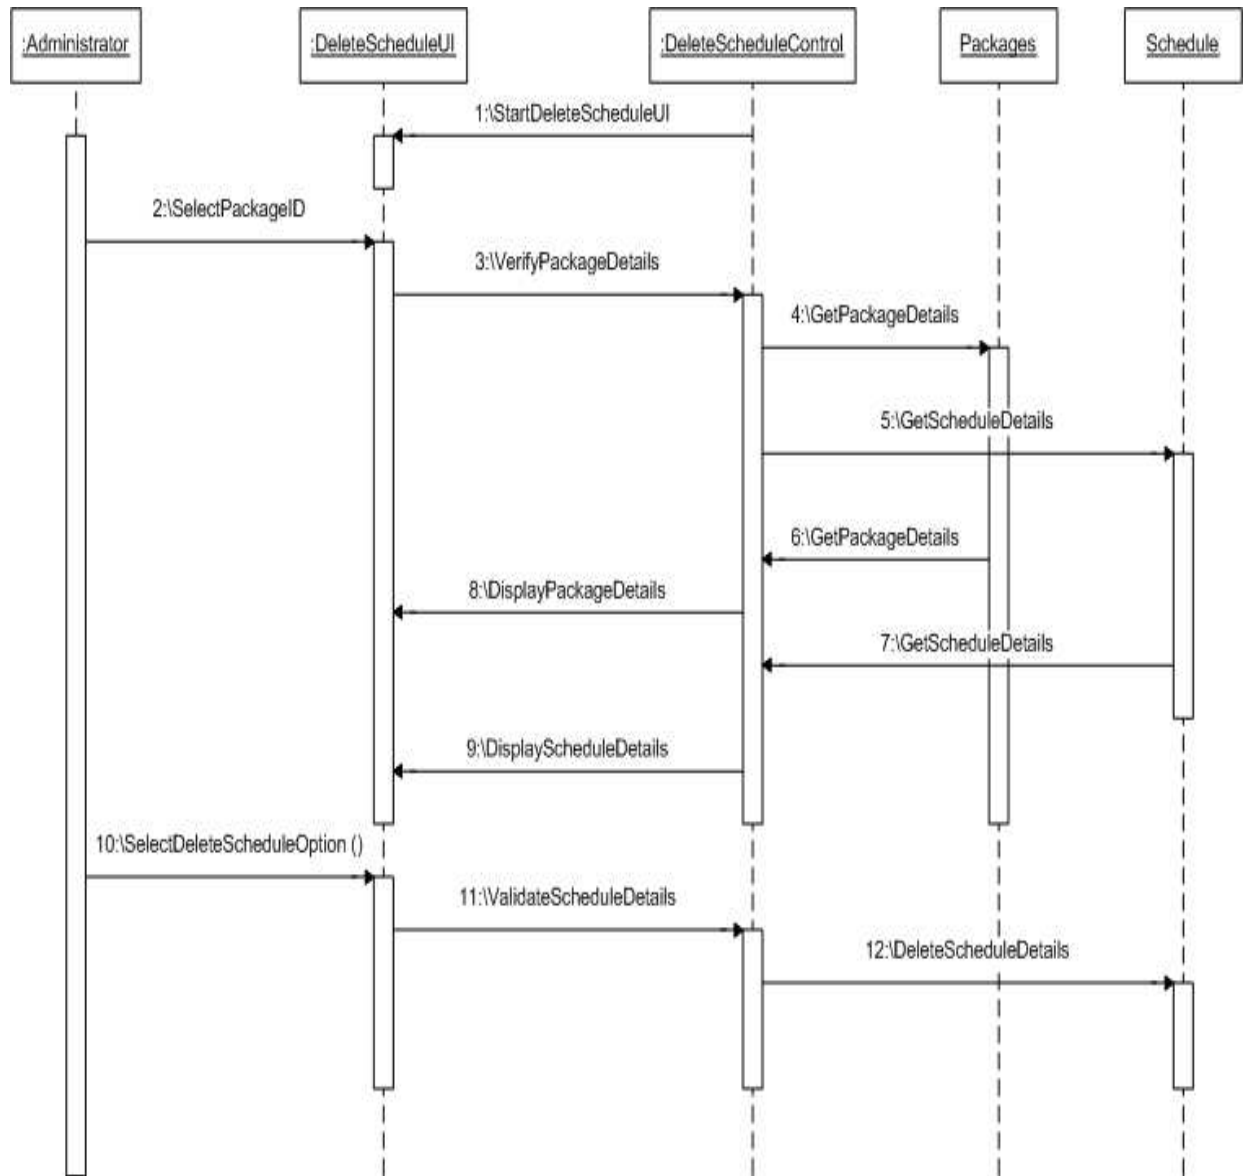 :Administrator
:DeleteScheduleUI
:DeleteScheduleControl
Packages
Schedule
1:\StartDeleteScheduleUI
2:\SelectPackageID
3:\VerifyPackageDetails
4:\GetPackageDetails
5:\GetScheduleDetails
6:\GetPackageDetails
8:\DisplayPackageDetails
7:\GetScheduleDetails
9:\DisplayScheduleDetails
10:\SelectDeleteScheduleOption ()
11:\ValidateScheduleDetails
12:\DeleteScheduleDetails